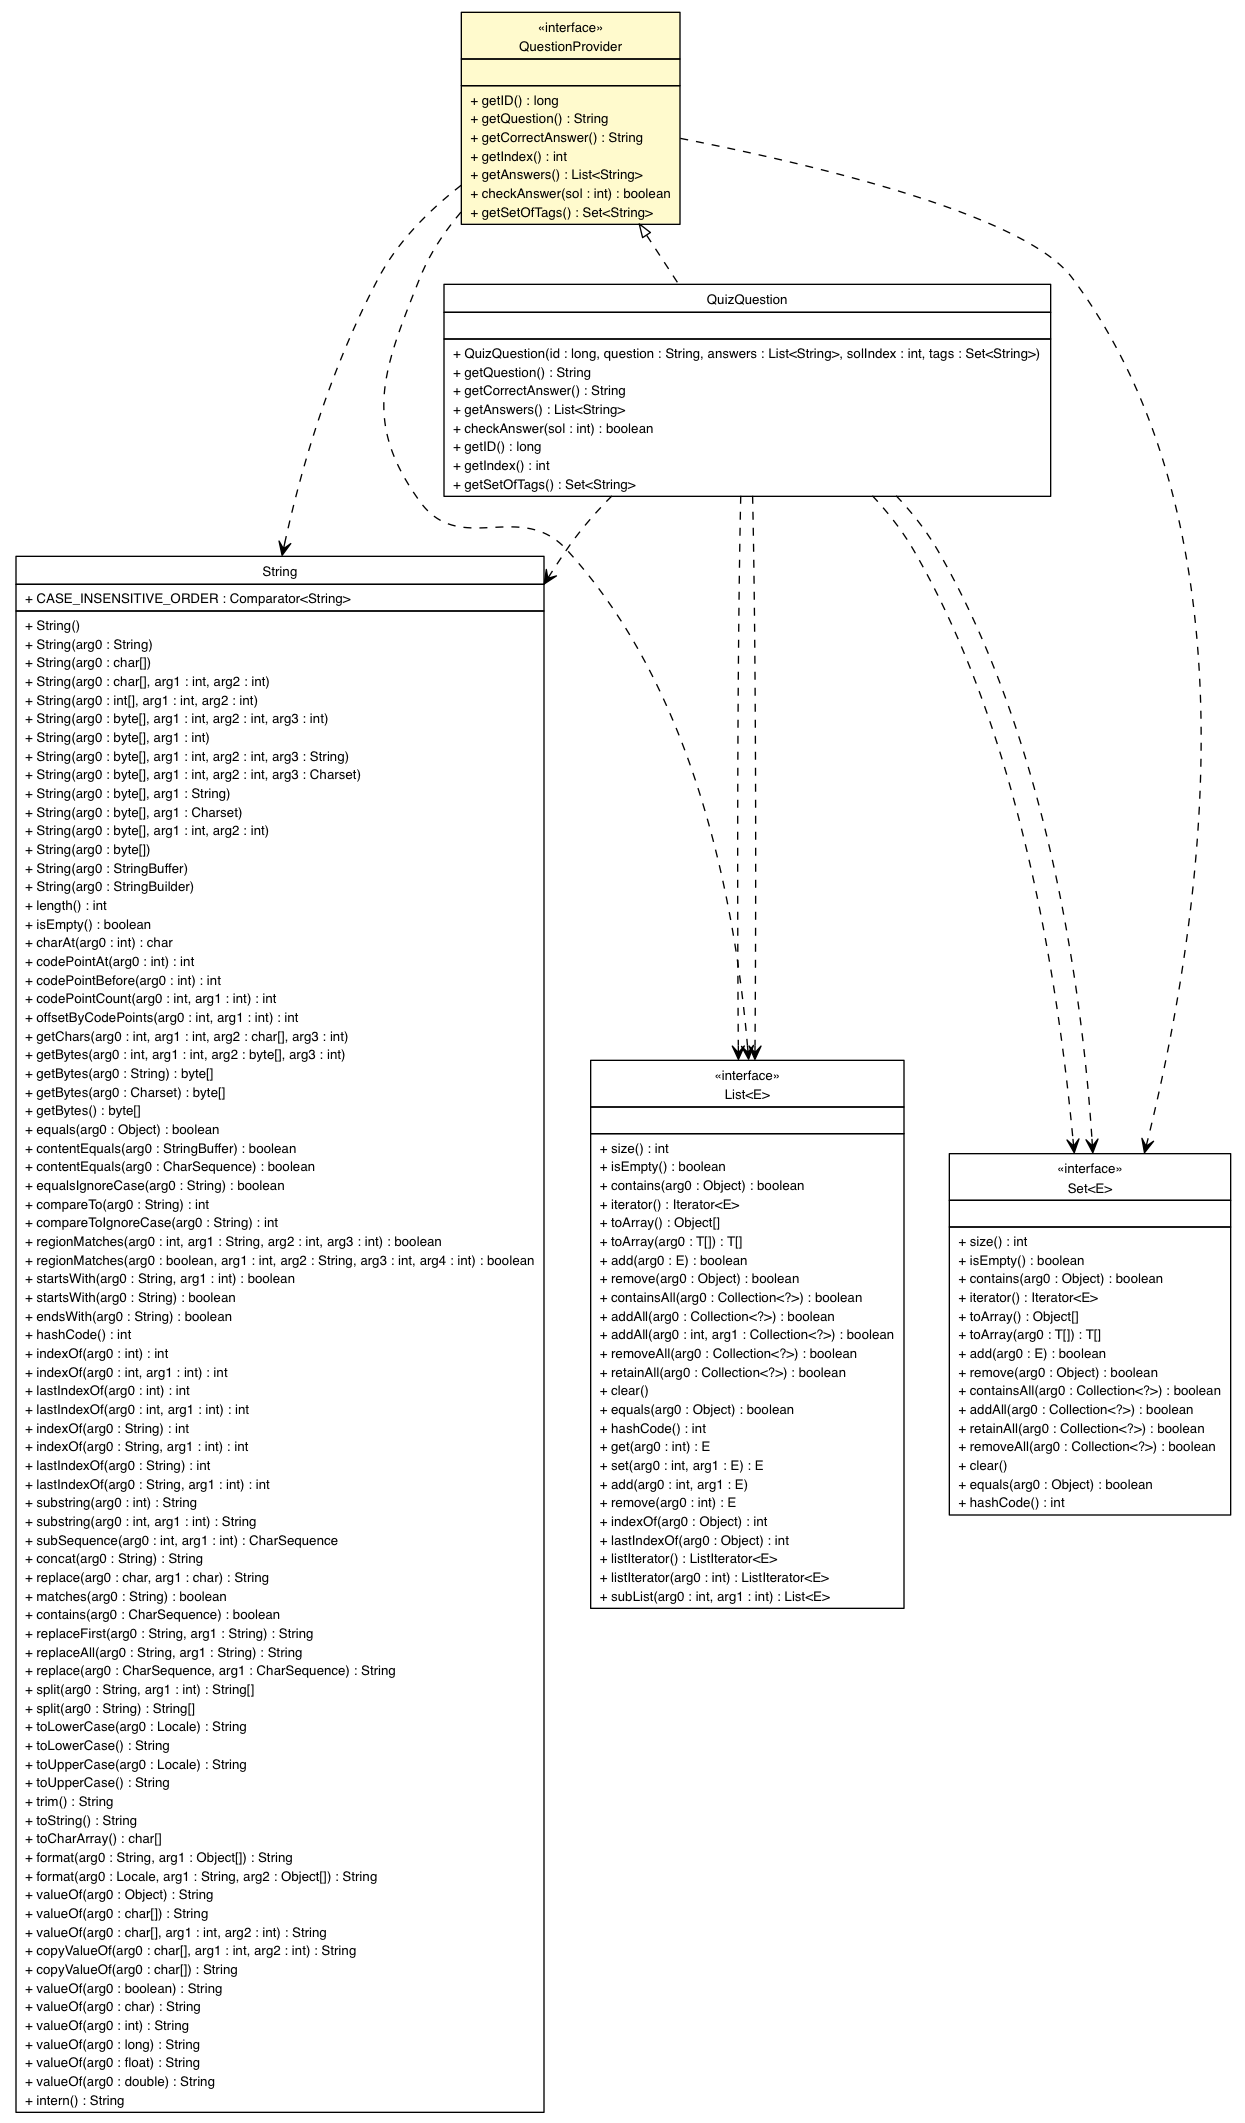 «interface»
QuestionProvider
+ getID() : long
+ getQuestion() : String
+ getCorrectAnswer() : String
+ getIndex() : int
+ getAnswers() : List<String>
+ checkAnswer(sol : int) : boolean
+ getSetOfTags() : Set<String>
QuizQuestion
+ QuizQuestion(id : long, question : String, answers : List<String>, solIndex : int, tags : Set<String>)
+ getQuestion() : String
+ getCorrectAnswer() : String
+ getAnswers() : List<String>
+ checkAnswer(sol : int) : boolean
+ getID() : long
+ getIndex() : int
+ getSetOfTags() : Set<String>
String
+ CASE_INSENSITIVE_ORDER : Comparator<String>
+ String()
+ String(arg0 : String)
+ String(arg0 : char[])
+ String(arg0 : char[], arg1 : int, arg2 : int)
+ String(arg0 : int[], arg1 : int, arg2 : int)
+ String(arg0 : byte[], arg1 : int, arg2 : int, arg3 : int)
+ String(arg0 : byte[], arg1 : int)
+ String(arg0 : byte[], arg1 : int, arg2 : int, arg3 : String)
+ String(arg0 : byte[], arg1 : int, arg2 : int, arg3 : Charset)
+ String(arg0 : byte[], arg1 : String)
+ String(arg0 : byte[], arg1 : Charset)
+ String(arg0 : byte[], arg1 : int, arg2 : int)
+ String(arg0 : byte[])
+ String(arg0 : StringBuffer)
+ String(arg0 : StringBuilder)
+ length() : int
+ isEmpty() : boolean
+ charAt(arg0 : int) : char
+ codePointAt(arg0 : int) : int
+ codePointBefore(arg0 : int) : int
+ codePointCount(arg0 : int, arg1 : int) : int
+ offsetByCodePoints(arg0 : int, arg1 : int) : int
+ getChars(arg0 : int, arg1 : int, arg2 : char[], arg3 : int)
+ getBytes(arg0 : int, arg1 : int, arg2 : byte[], arg3 : int)
+ getBytes(arg0 : String) : byte[]
+ getBytes(arg0 : Charset) : byte[]
+ getBytes() : byte[]
+ equals(arg0 : Object) : boolean
+ contentEquals(arg0 : StringBuffer) : boolean
+ contentEquals(arg0 : CharSequence) : boolean
+ equalsIgnoreCase(arg0 : String) : boolean
+ compareTo(arg0 : String) : int
+ compareToIgnoreCase(arg0 : String) : int
+ regionMatches(arg0 : int, arg1 : String, arg2 : int, arg3 : int) : boolean
+ regionMatches(arg0 : boolean, arg1 : int, arg2 : String, arg3 : int, arg4 : int) : boolean
+ startsWith(arg0 : String, arg1 : int) : boolean
+ startsWith(arg0 : String) : boolean
+ endsWith(arg0 : String) : boolean
+ hashCode() : int
+ indexOf(arg0 : int) : int
+ indexOf(arg0 : int, arg1 : int) : int
+ lastIndexOf(arg0 : int) : int
+ lastIndexOf(arg0 : int, arg1 : int) : int
+ indexOf(arg0 : String) : int
+ indexOf(arg0 : String, arg1 : int) : int
+ lastIndexOf(arg0 : String) : int
+ lastIndexOf(arg0 : String, arg1 : int) : int
+ substring(arg0 : int) : String
+ substring(arg0 : int, arg1 : int) : String
+ subSequence(arg0 : int, arg1 : int) : CharSequence
+ concat(arg0 : String) : String
+ replace(arg0 : char, arg1 : char) : String
+ matches(arg0 : String) : boolean
+ contains(arg0 : CharSequence) : boolean
+ replaceFirst(arg0 : String, arg1 : String) : String
+ replaceAll(arg0 : String, arg1 : String) : String
+ replace(arg0 : CharSequence, arg1 : CharSequence) : String
+ split(arg0 : String, arg1 : int) : String[]
+ split(arg0 : String) : String[]
+ toLowerCase(arg0 : Locale) : String
+ toLowerCase() : String
+ toUpperCase(arg0 : Locale) : String
+ toUpperCase() : String
+ trim() : String
+ toString() : String
+ toCharArray() : char[]
+ format(arg0 : String, arg1 : Object[]) : String
+ format(arg0 : Locale, arg1 : String, arg2 : Object[]) : String
+ valueOf(arg0 : Object) : String
+ valueOf(arg0 : char[]) : String
+ valueOf(arg0 : char[], arg1 : int, arg2 : int) : String
+ copyValueOf(arg0 : char[], arg1 : int, arg2 : int) : String
+ copyValueOf(arg0 : char[]) : String
+ valueOf(arg0 : boolean) : String
+ valueOf(arg0 : char) : String
+ valueOf(arg0 : int) : String
+ valueOf(arg0 : long) : String
+ valueOf(arg0 : float) : String
+ valueOf(arg0 : double) : String
+ intern() : String
«interface»
List<E>
+ size() : int
+ isEmpty() : boolean
+ contains(arg0 : Object) : boolean
+ iterator() : Iterator<E>
+ toArray() : Object[]
+ toArray(arg0 : T[]) : T[]
+ add(arg0 : E) : boolean
+ remove(arg0 : Object) : boolean
+ containsAll(arg0 : Collection<?>) : boolean
+ addAll(arg0 : Collection<?>) : boolean
+ addAll(arg0 : int, arg1 : Collection<?>) : boolean
+ removeAll(arg0 : Collection<?>) : boolean
+ retainAll(arg0 : Collection<?>) : boolean
+ clear()
+ equals(arg0 : Object) : boolean
+ hashCode() : int
+ get(arg0 : int) : E
+ set(arg0 : int, arg1 : E) : E
+ add(arg0 : int, arg1 : E)
+ remove(arg0 : int) : E
+ indexOf(arg0 : Object) : int
+ lastIndexOf(arg0 : Object) : int
+ listIterator() : ListIterator<E>
+ listIterator(arg0 : int) : ListIterator<E>
+ subList(arg0 : int, arg1 : int) : List<E>
«interface»
Set<E>
+ size() : int
+ isEmpty() : boolean
+ contains(arg0 : Object) : boolean
+ iterator() : Iterator<E>
+ toArray() : Object[]
+ toArray(arg0 : T[]) : T[]
+ add(arg0 : E) : boolean
+ remove(arg0 : Object) : boolean
+ containsAll(arg0 : Collection<?>) : boolean
+ addAll(arg0 : Collection<?>) : boolean
+ retainAll(arg0 : Collection<?>) : boolean
+ removeAll(arg0 : Collection<?>) : boolean
+ clear()
+ equals(arg0 : Object) : boolean
+ hashCode() : int